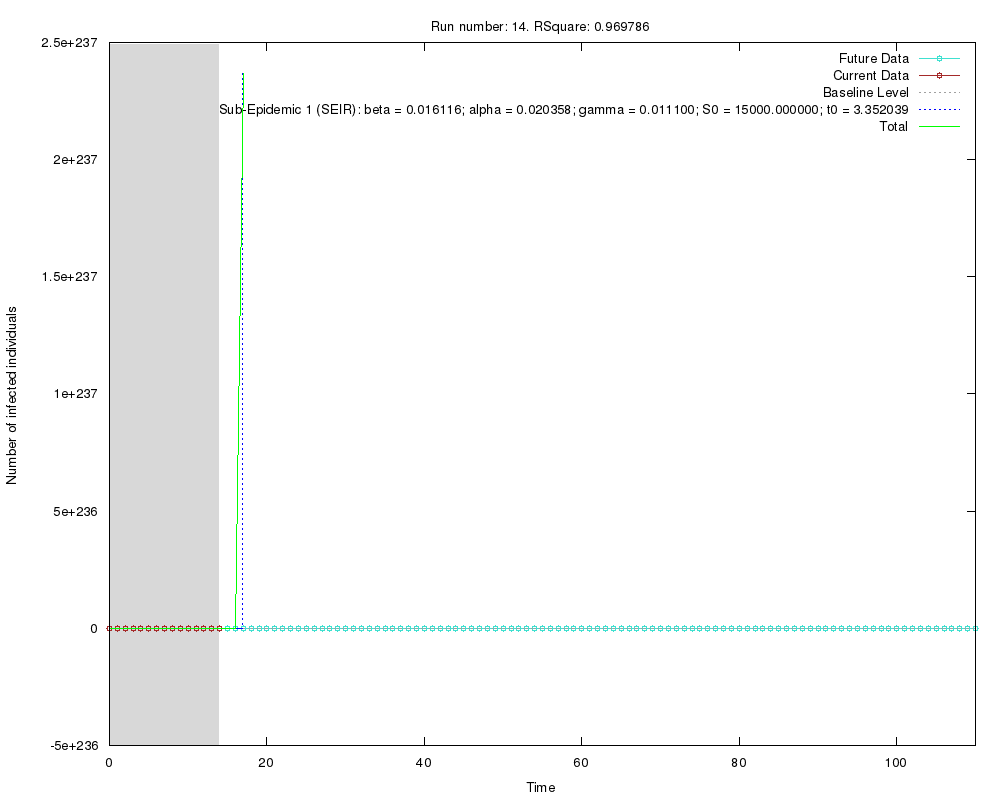 Run number: 14. RSquare: 0.969786
2.5e+237
2e+237
1.5e+237
1e+237
5e+236
0
-5e+236
Number of infected individuals
Future Data
Current Data
Baseline Level
Sub-Epidemic 1 (SEIR): beta = 0.016116; alpha = 0.020358; gamma = 0.011100; S0 = 15000.000000; t0 = 3.352039
Total
0 20 40 60 80 100
Time